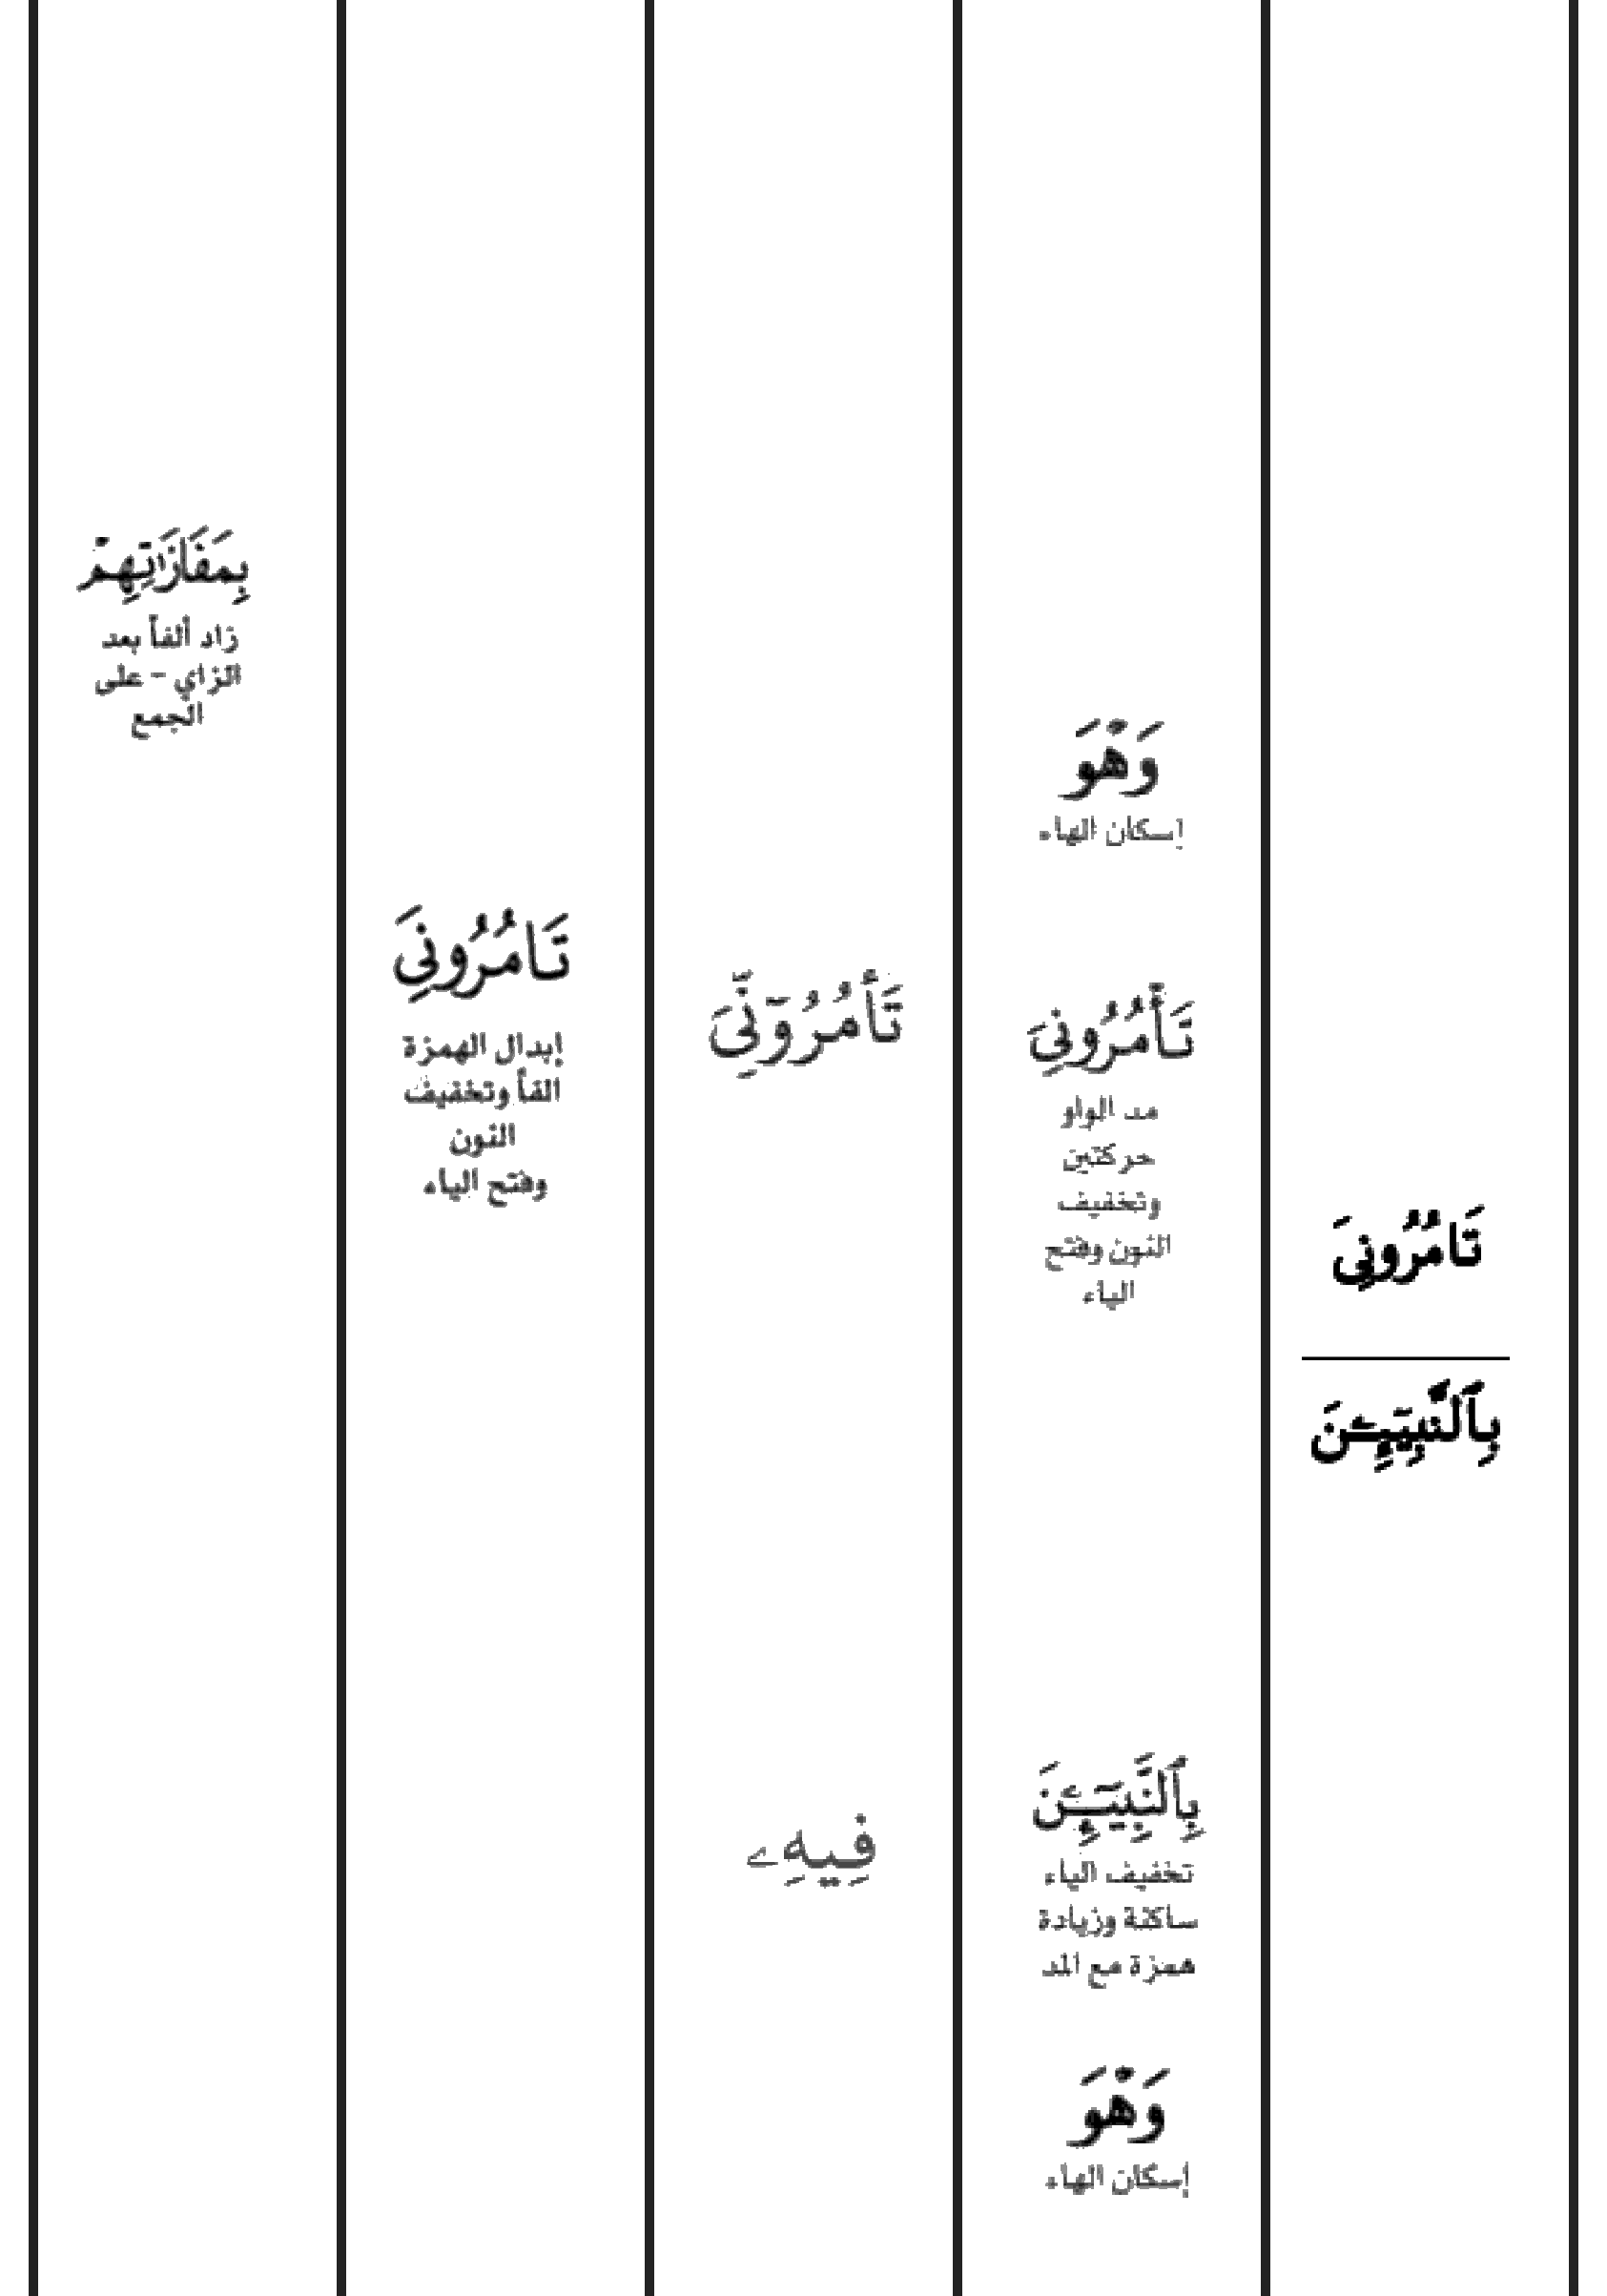 تَامُرُونِيَ
بِٱلنَّبِيٓـِٕنَ
وَهْوَ
إسكان الهاء
تَأْمُرُونِيَ
مد الواو
حركتين
وتخفيف
النون وفتح
الياء
بِٱلنَّبِيٓـِٕنَ
تخفيف الياء
ساكنة وزيادة
همزة مع المد
وَهْوَ
إسكان الهاء
تَأْمُرُوٓنِّيَ
فِيهِۦ
تَامُرُونِيَ
إبدال الهمزة
الفاً وتخفيف
النون
وفتح الياء
بِمَفَازَاتِهِمْ
زاد ألفاً بعد
الزاي - على
الجمع